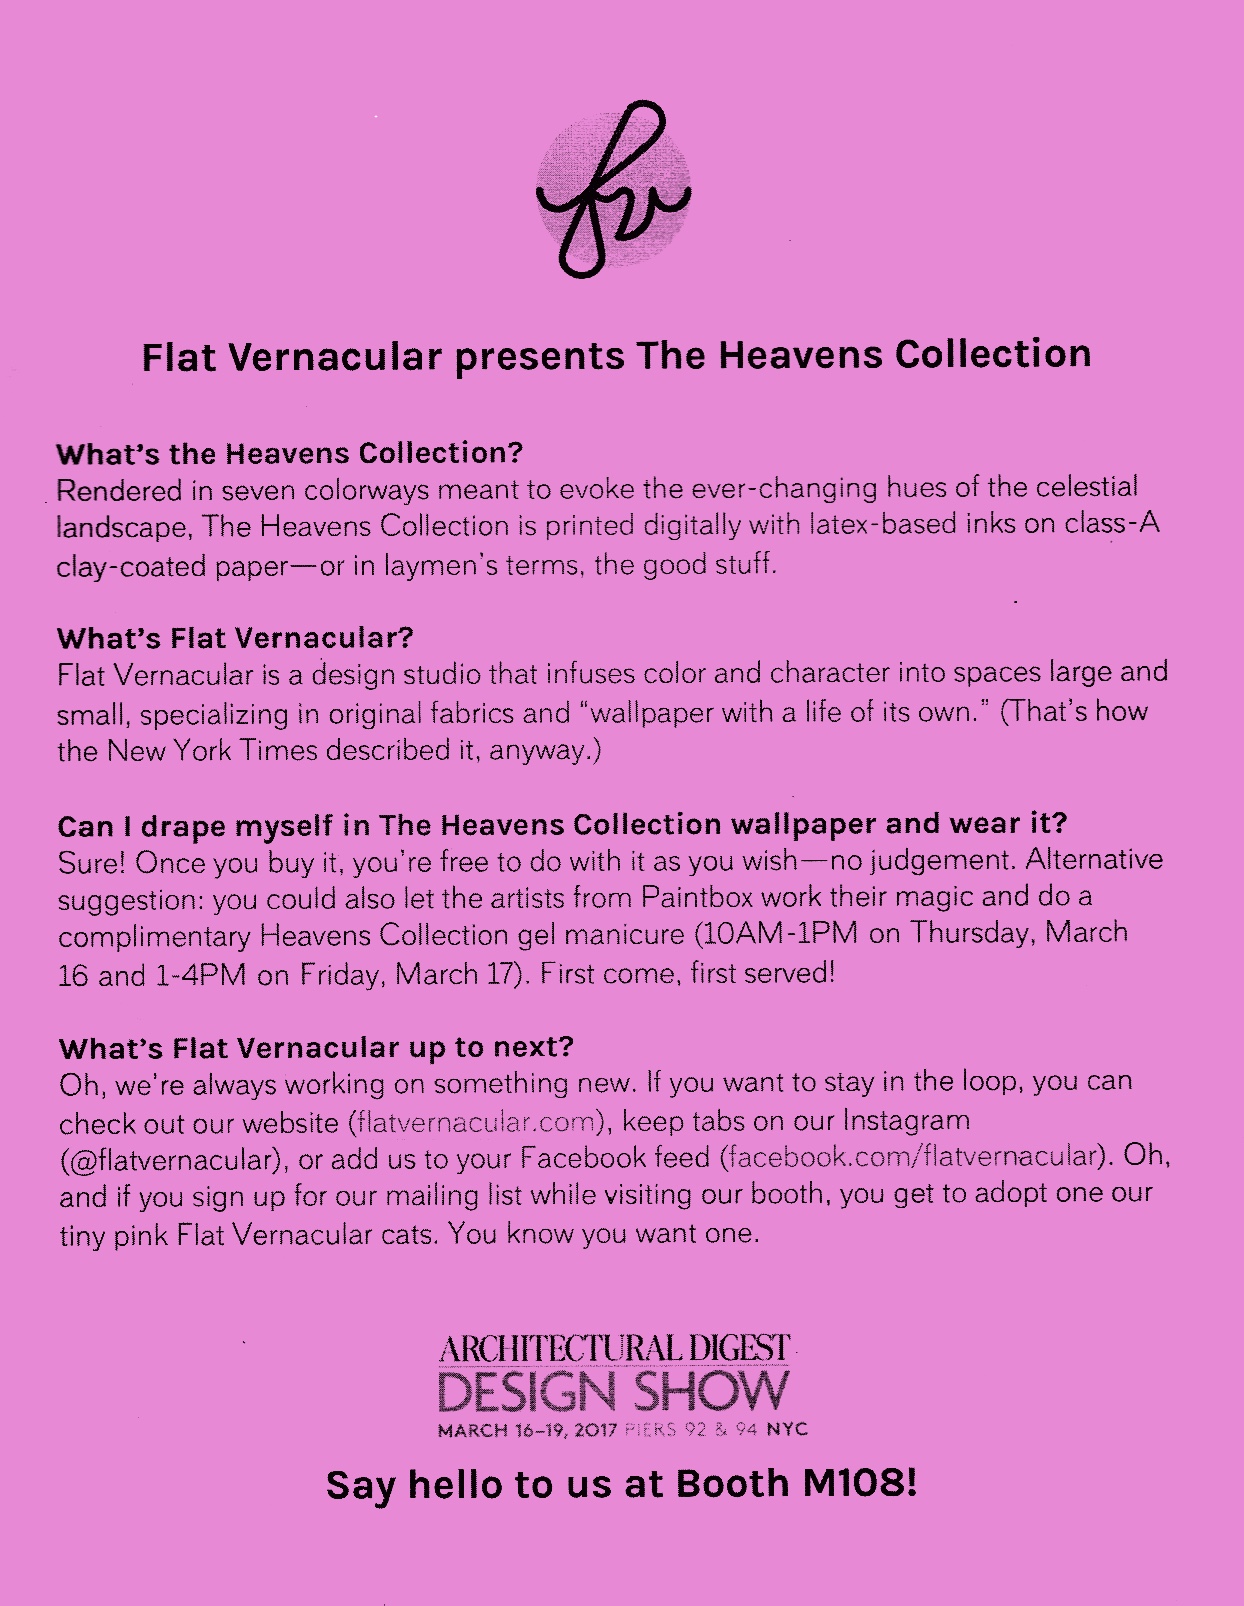 fv
Flat Vernacular presents The Heavens Collection
What's the Heavens Collection?
Rendered in seven colorways meant to evoke the ever-changing hues of the celestial
landscape, The Heavens Collection is printed digitally with latex-based inks on class-A
clay-coated paper—or in laymen's terms, the good stuff.
What's Flat Vernacular?
Flat Vernacular is a design studio that infuses color and character into spaces large and
small, specializing in original fabrics and "wallpaper with a life of its own." (That's how
the New York Times described it, anyway.)
Can I drape myself in The Heavens Collection wallpaper and wear it?
Sure! Once you buy it, you're free to do with it as you wish—no judgement. Alternative
suggestion: you could also let the artists from Paintbox work their magic and do a
complimentary Heavens Collection gel manicure (10AM-1PM on Thursday, March
16 and 1-4PM on Friday, March 17). First come, first served!
What's Flat Vernacular up to next?
Oh, we're always working on something new. If you want to stay in the loop, you can
check out our website (flatvernacular.com), keep tabs on our Instagram
(@flatvernacular), or add us to your Facebook feed (facebook.com/flatvernacular). Oh,
and if you sign up for our mailing list while visiting our booth, you get to adopt one our
tiny pink Flat Vernacular cats. You know you want one.
ARCHITECTURAL DIGEST
DESIGN SHOW
MARCH 16–19, 2017 PIERS 92 & 94 NYC
Say hello to us at Booth M108!